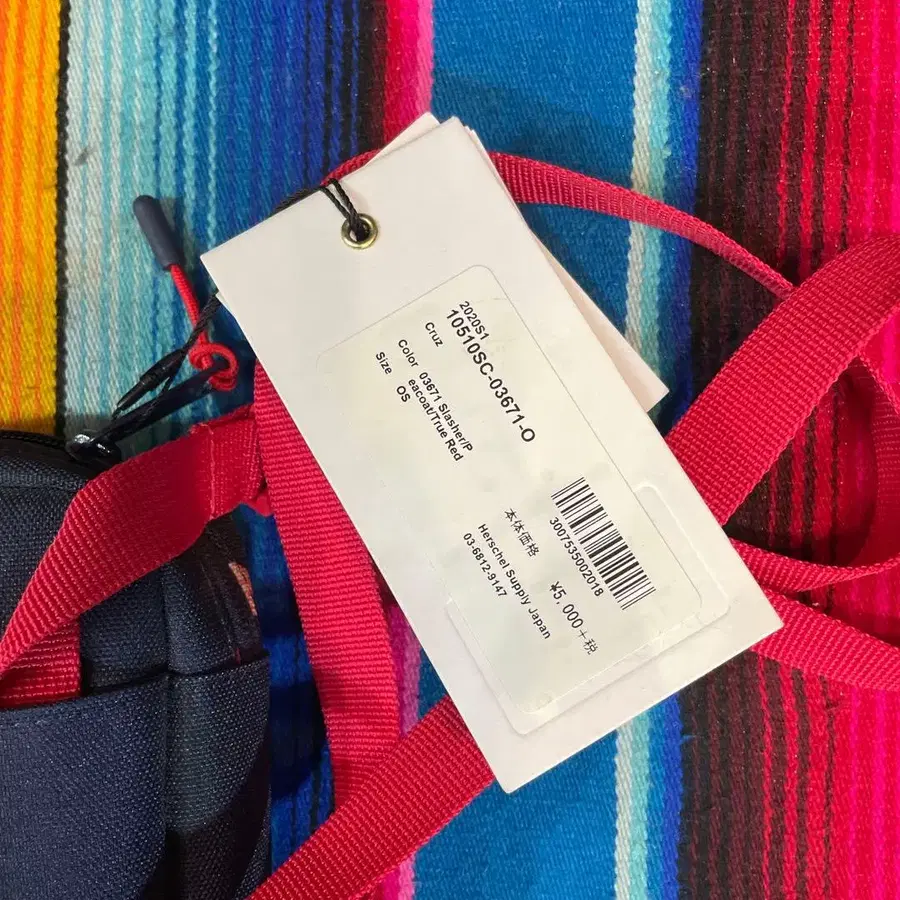 2020S1
10510SC-03671-O
Cruz
Color 03671 Slasher/P
eacoat/True Red
Size OS
3007535002018
本体価格 ¥5,000+税
Herschel Supply Japan
03-6812-9147